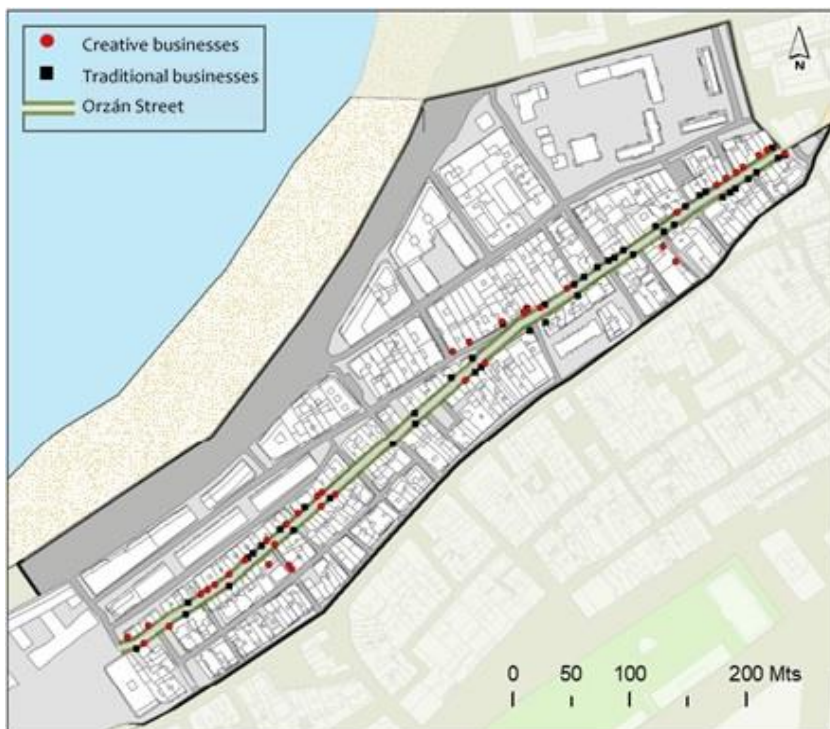 Creative businesses
Traditional businesses
Orzán Street
N
0 50 100 200 Mts